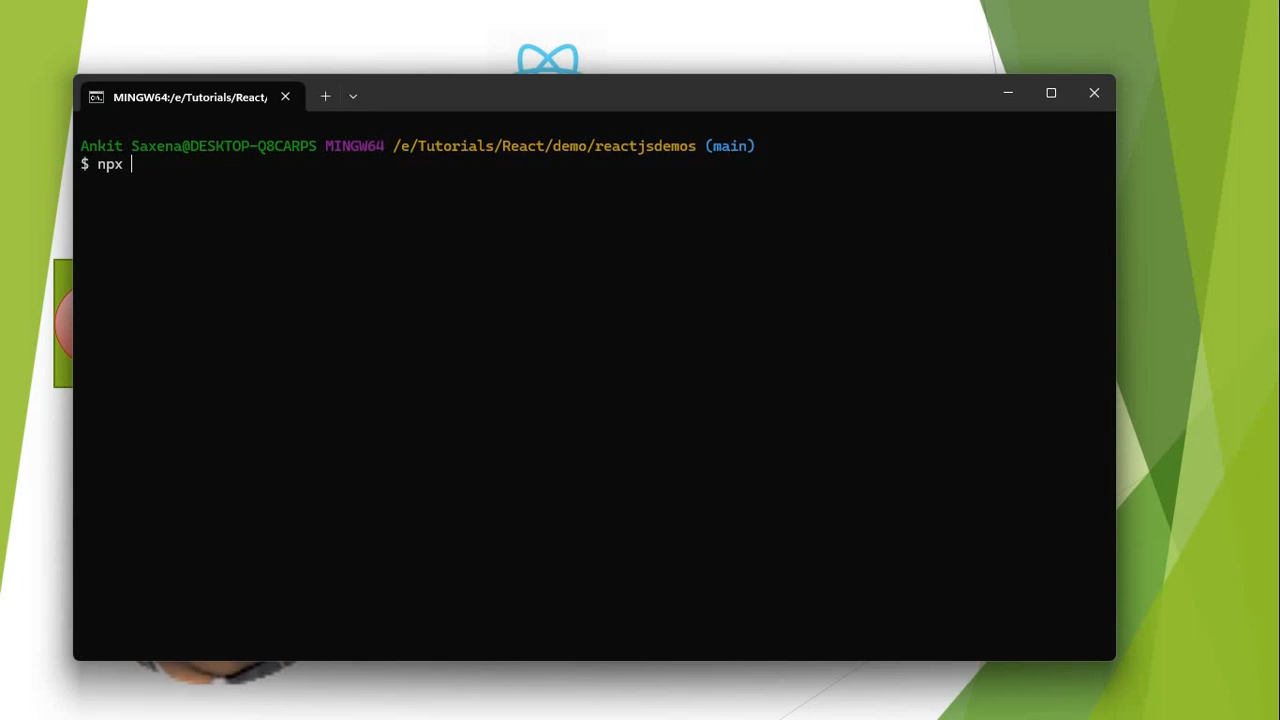 MINGW64:/e/Tutorials/React/
Ankit Saxena@DESKTOP-Q8CARPS MINGW64 /e/Tutorials/React/demo/reactjsdemos (main)
$ npx